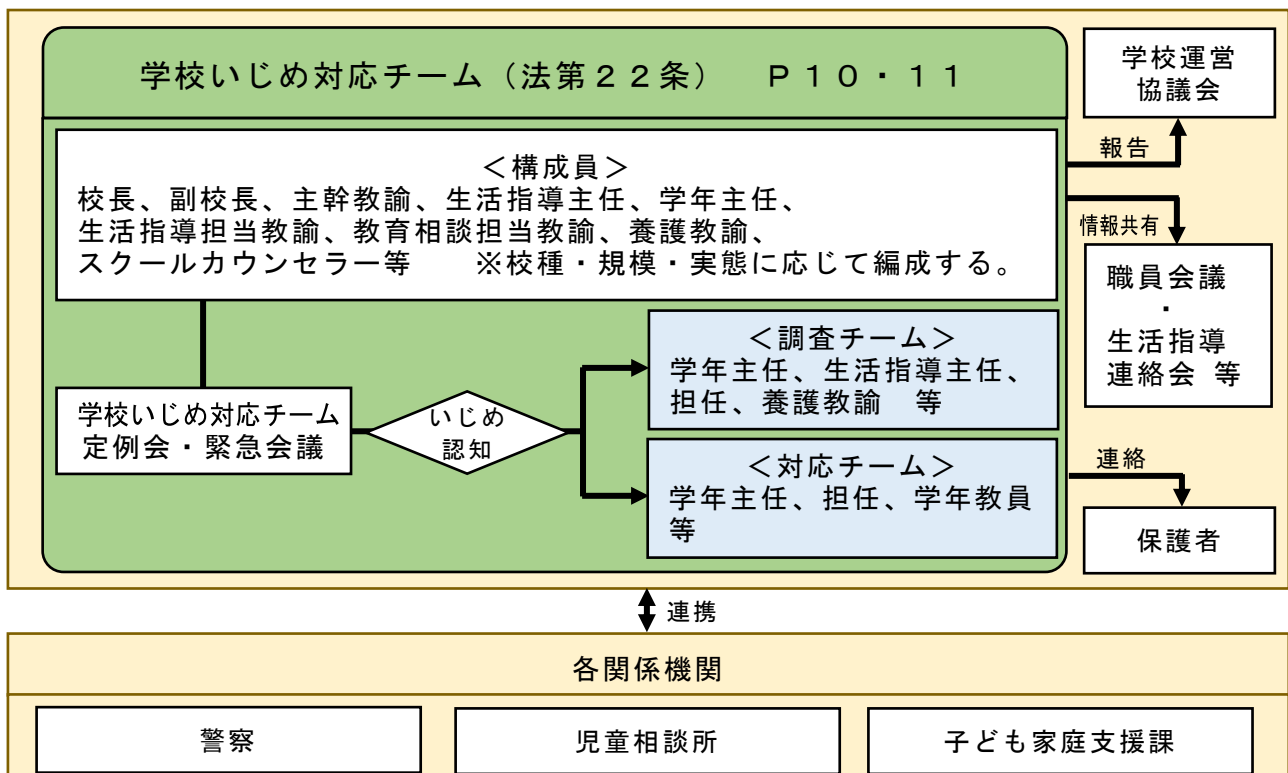 学校いじめ対応チーム(法第22条) P10・11
学校運営
協議会
報告
<構成員>
校長、副校長、主幹教諭、生活指導主任、学年主任、
生活指導担当教諭、教育相談担当教諭、養護教諭、
スクールカウンセラー等 ※校種・規模・実態に応じて編成する。
情報共有
職員会議
・
生活指導
連絡会 等
<調査チーム>
学年主任、生活指導主任、
担任、養護教諭 等
学校いじめ対応チーム
定例会・緊急会議
いじめ
認知
<対応チーム>
学年主任、担任、学年教員
等
連絡
保護者
連携
各関係機関
警察
児童相談所
子ども家庭支援課